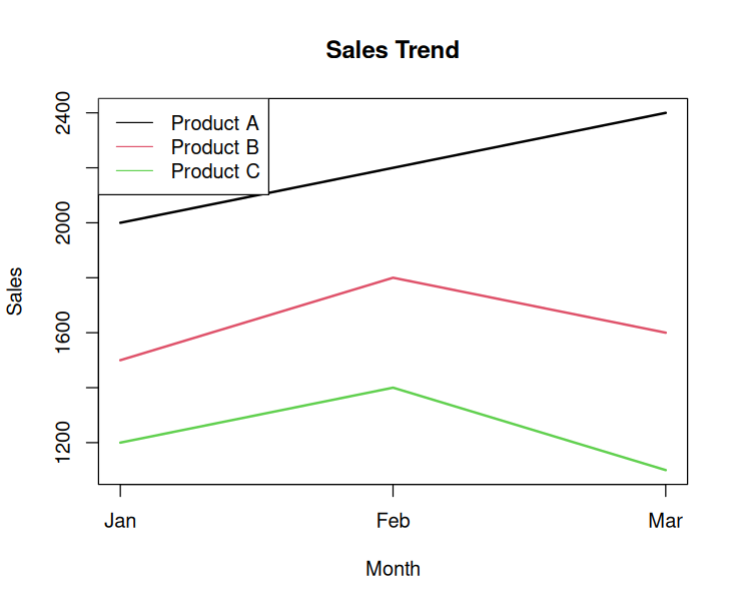 Sales Trend
Product A
Product B
Product C
2400
2000
1600
1200
Sales
Jan Feb Mar
Month